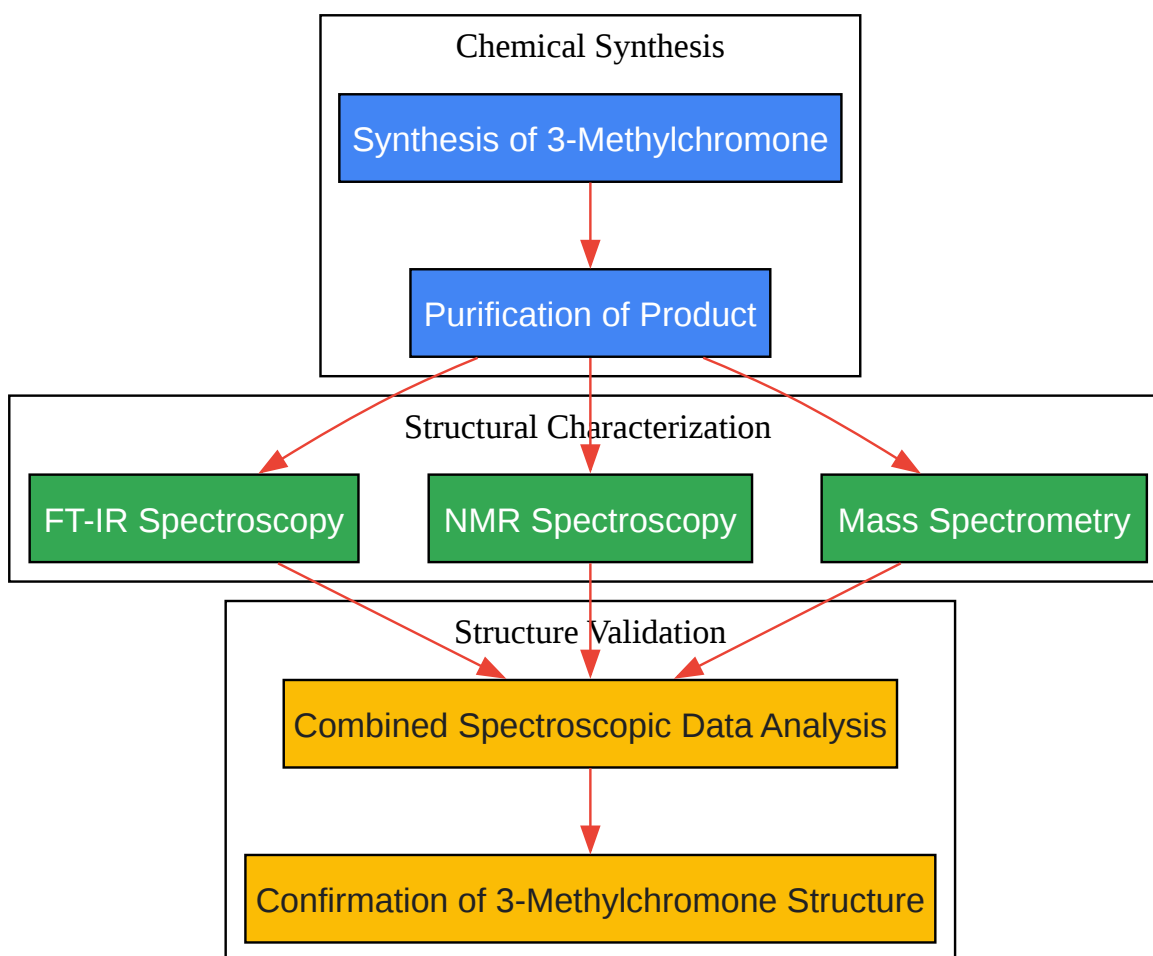 Chemical Synthesis
Synthesis of 3-Methylchromone
Purification of Product
Structural Characterization
FT-IR Spectroscopy
NMR Spectroscopy
Mass Spectrometry
Structure Validation
Combined Spectroscopic Data Analysis
Confirmation of 3-Methylchromone Structure